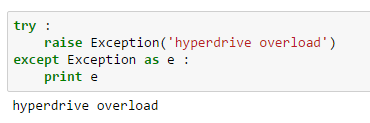 try :
    raise Exception('hyperdrive overload')
except Exception as e :
    print e
hyperdrive overload